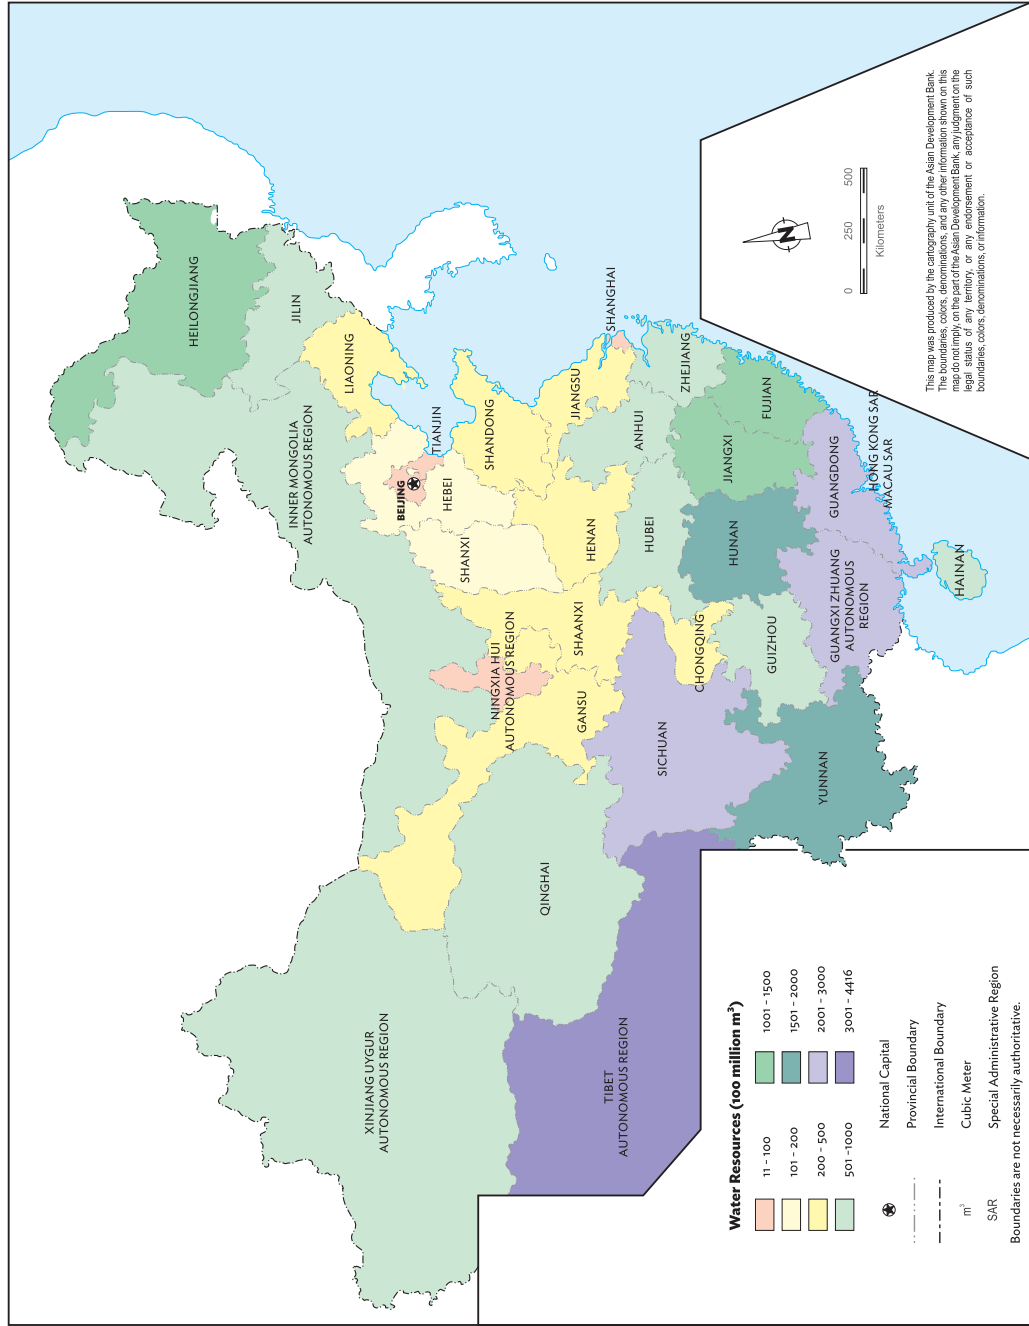 HEILONGJIANG
JILIN
LIAONING
INNER MONGOLIA
AUTONOMOUS REGION
BEIJING
TIANJIN
HEBEI
SHANXI
SHANDONG
NINGXIA HUI
AUTONOMOUS REGION
SHAANXI
HENAN
JIANGSU
SHANGHAI
ANHUI
HUBEI
ZHEJIANG
GANSU
CHONGQING
SICHUAN
QINGHAI
XINJIANG UYGUR
AUTONOMOUS REGION
TIBET
AUTONOMOUS REGION
HUNAN
JIANGXI
FUJIAN
GUIZHOU
YUNNAN
GUANGXI ZHUANG
AUTONOMOUS
REGION
GUANGDONG
HONG KONG SAR
MACAU SAR
HAINAN
N
0 250 500
Kilometers
This map was produced by the cartography unit of the Asian Development Bank.
The boundaries, colors, denominations, and any other information shown on this
map do not imply, on the part of the Asian Development Bank, any judgment on the
legal status of any territory, or any endorsement or acceptance of such
boundaries, colors, denominations, or information.
Water Resources (100 million m³)
11 – 100
101 – 200
200 – 500
501 –1000
1001 – 1500
1501 – 2000
2001 – 3000
3001 – 4416
National Capital
Provincial Boundary
International Boundary
m³ Cubic Meter
SAR Special Administrative Region
Boundaries are not necessarily authoritative.